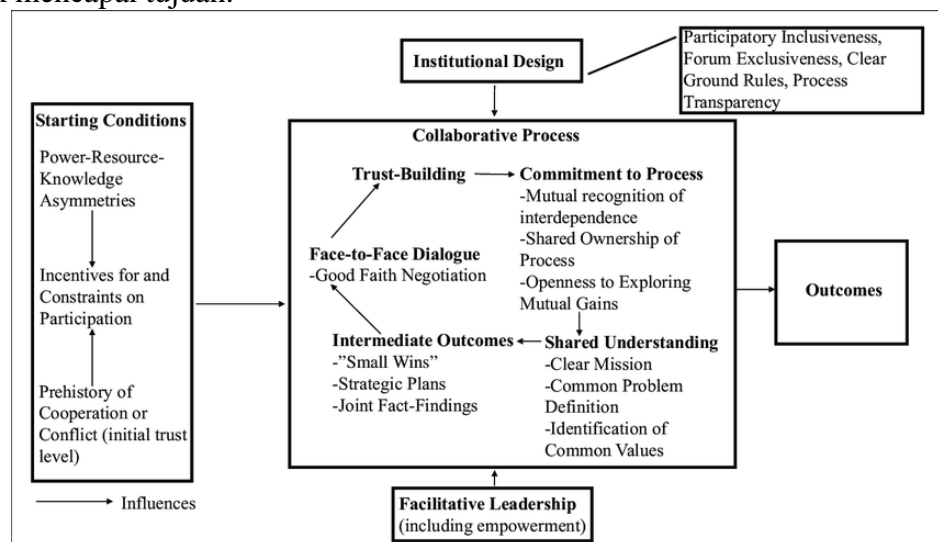 mencapai tujuan.
Institutional Design
Participatory Inclusiveness,
Forum Exclusiveness, Clear
Ground Rules, Process
Transparency
Starting Conditions
Power-Resource-
Knowledge
Asymmetries
Incentives for and
Constraints on
Participation
Prehistory of
Cooperation or
Conflict (initial trust
level)
Influences
Collaborative Process
Trust-Building
Commitment to Process
-Mutual recognition of
interdependence
-Shared Ownership of
Process
-Openness to Exploring
Mutual Gains
Face-to-Face Dialogue
-Good Faith Negotiation
Intermediate Outcomes
-”Small Wins”
-Strategic Plans
-Joint Fact-Findings
Shared Understanding
-Clear Mission
-Common Problem
Definition
-Identification of
Common Values
Outcomes
Facilitative Leadership
(including empowerment)